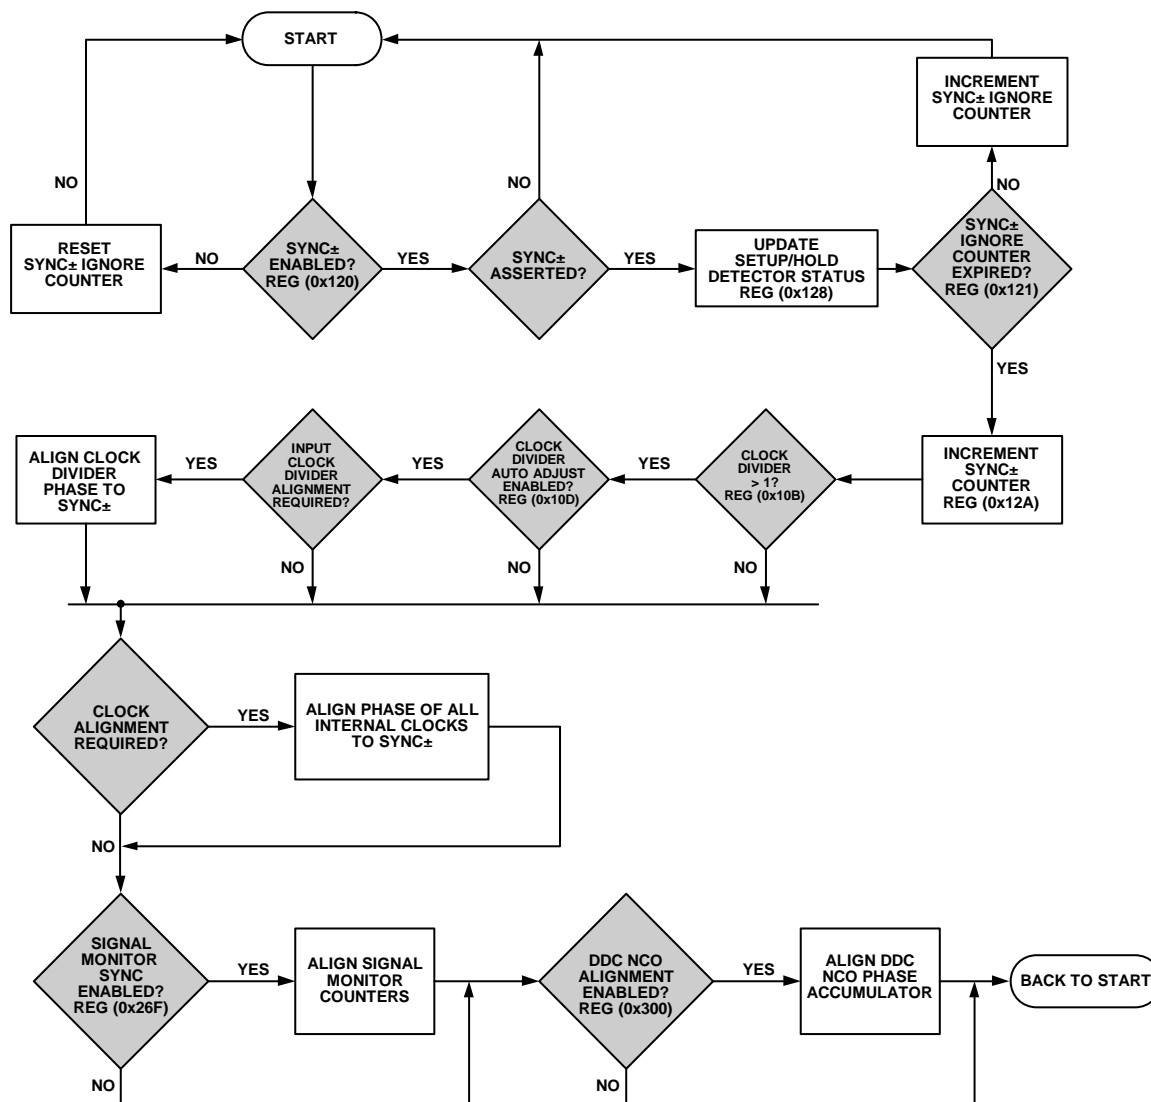 START
INCREMENT
SYNC± IGNORE
COUNTER
NO
NO
NO
RESET
SYNC± IGNORE
COUNTER
NO
SYNC±
ENABLED?
REG (0x120)
YES
SYNC±
ASSERTED?
YES
UPDATE
SETUP/HOLD
DETECTOR STATUS
REG (0x128)
SYNC±
IGNORE
COUNTER
EXPIRED?
REG (0x121)
YES
ALIGN CLOCK
DIVIDER
PHASE TO
SYNC±
YES
INPUT
CLOCK
DIVIDER
ALIGNMENT
REQUIRED?
YES
CLOCK
DIVIDER
AUTO ADJUST
ENABLED?
REG (0x10D)
YES
CLOCK
DIVIDER
> 1?
REG (0x10B)
INCREMENT
SYNC±
COUNTER
REG (0x12A)
NO
NO
NO
CLOCK
ALIGNMENT
REQUIRED?
YES
ALIGN PHASE OF ALL
INTERNAL CLOCKS
TO SYNC±
NO
SIGNAL
MONITOR
SYNC
ENABLED?
REG (0x26F)
YES
ALIGN SIGNAL
MONITOR
COUNTERS
DDC NCO
ALIGNMENT
ENABLED?
REG (0x300)
YES
ALIGN DDC
NCO PHASE
ACCUMULATOR
BACK TO START
NO
NO